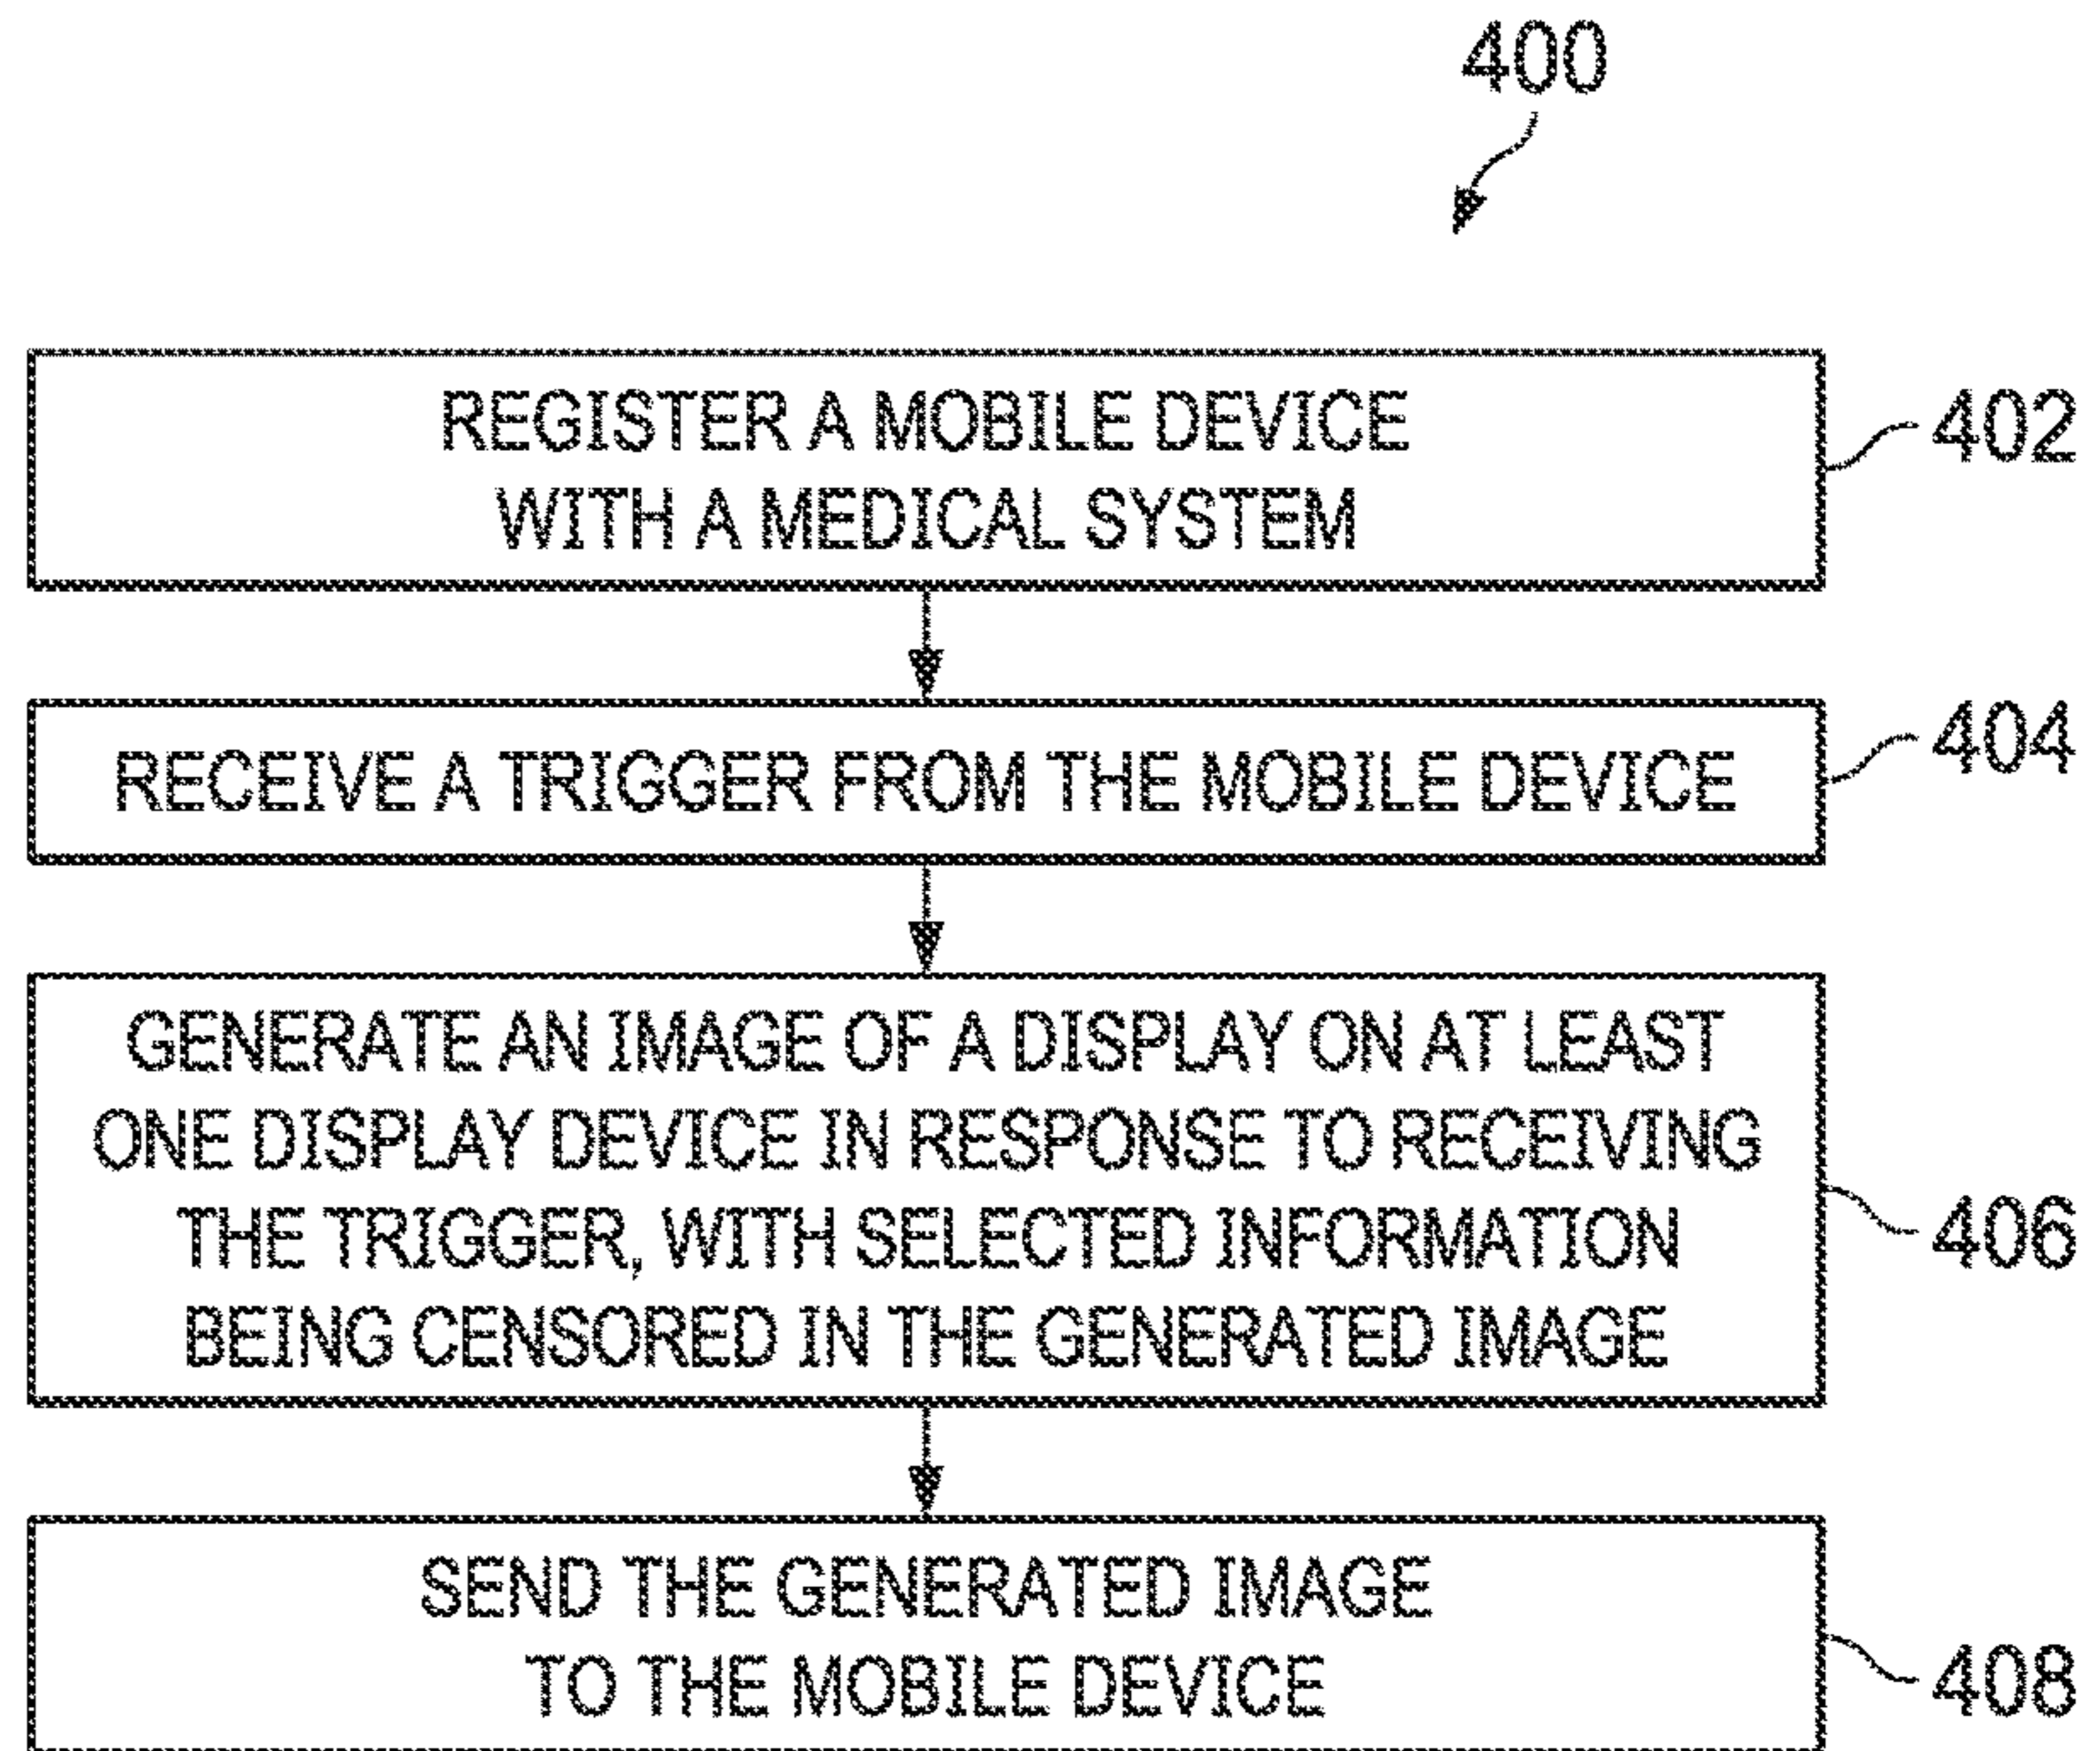 400
REGISTER A MOBILE DEVICE
WITH A MEDICAL SYSTEM
402
RECEIVE A TRIGGER FROM THE MOBILE DEVICE
404
GENERATE AN IMAGE OF A DISPLAY ON AT LEAST
ONE DISPLAY DEVICE IN RESPONSE TO RECEIVING
THE TRIGGER, WITH SELECTED INFORMATION
BEING CENSORED IN THE GENERATED IMAGE
406
SEND THE GENERATED IMAGE
TO THE MOBILE DEVICE
408